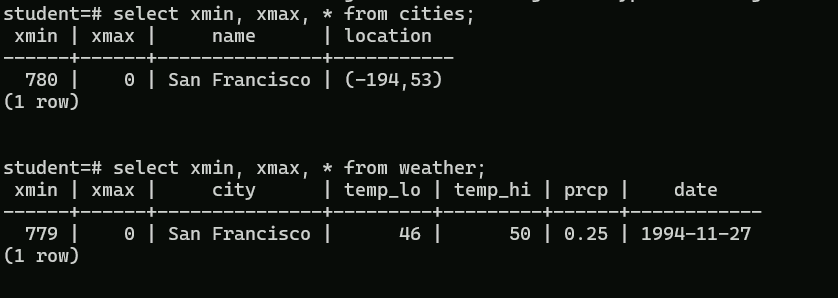 student=# select xmin, xmax, * from cities;
 xmin | xmax |     name      | location
------+------+---------------+-----------
  780 |    0 | San Francisco | (-194,53)
(1 row)
student=# select xmin, xmax, * from weather;
 xmin | xmax |     city      | temp_lo | temp_hi | prcp |    date
------+------+---------------+---------+---------+------+------------
  779 |    0 | San Francisco |      46 |      50 | 0.25 | 1994-11-27
(1 row)